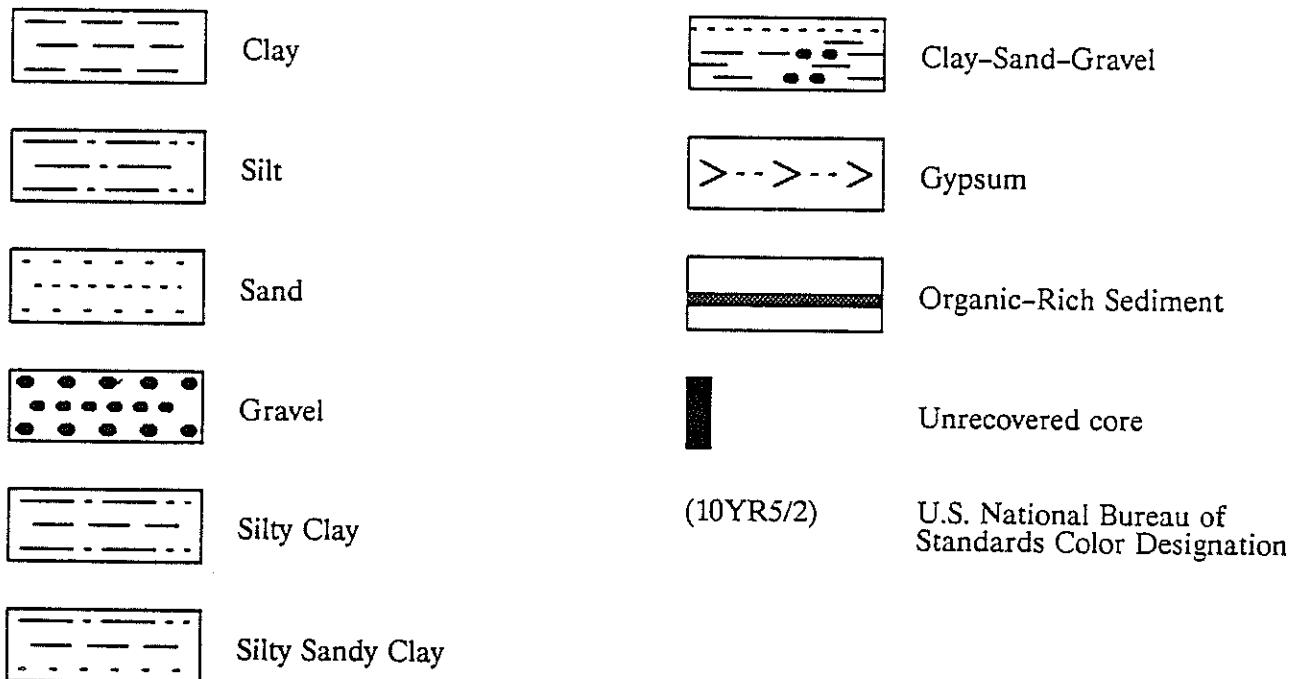 Clay
Silt
Sand
Gravel
Silty Clay
Silty Sandy Clay
Clay-Sand-Gravel
Gypsum
Organic-Rich Sediment
Unrecovered core
(10YR5/2) U.S. National Bureau of
Standards Color Designation